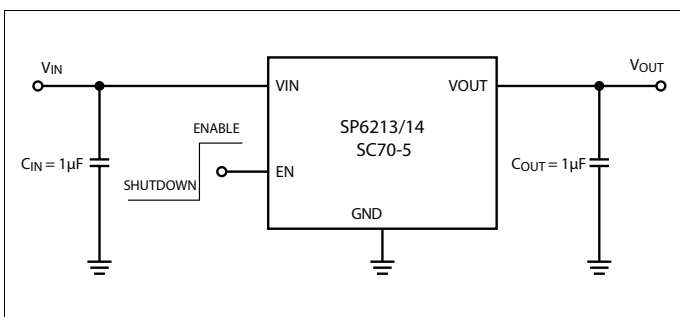 VIN
VOUT
VIN
VOUT
SP6213/14
SC70-5
ENABLE
CIN = 1µF
EN
COUT = 1µF
SHUTDOWN
GND